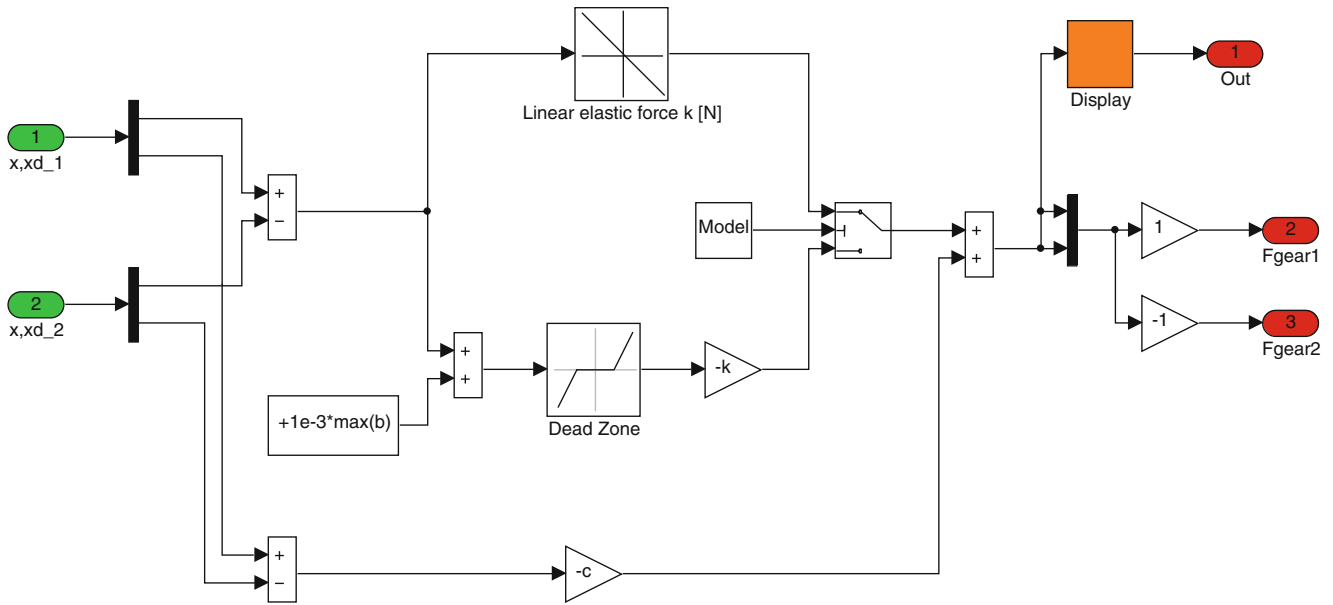 1
x,xd_1
2
x,xd_2
+
−
Linear elastic force k [N]
Model
+
+
Display
1
Out
1
2
Fgear1
-1
3
Fgear2
+
+
+1e-3*max(b)
Dead Zone
-k
+
−
-c